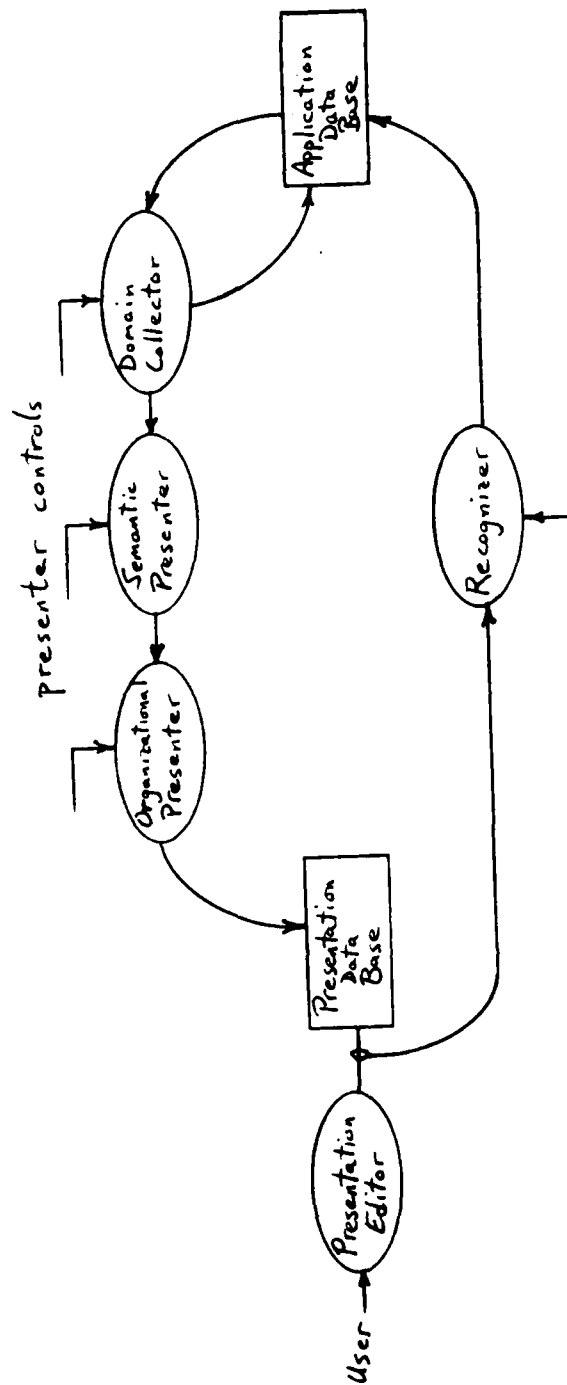 presenter controls
Organizational
Presenter
Semantic
Presenter
Domain
Collector
Application
Data
Base
Presentation
Data
Base
User
Presentation
Editor
Recognizer